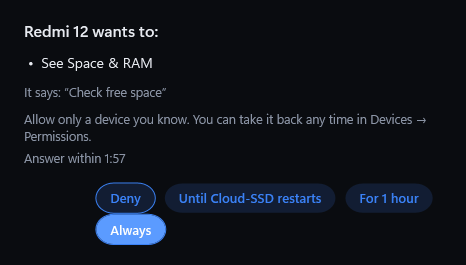 Redmi 12 wants to:
• See Space & RAM
It says: “Check free space”
Allow only a device you know. You can take it back any time in Devices →
Permissions.
Answer within 1:57
Deny
Until Cloud-SSD restarts
For 1 hour
Always